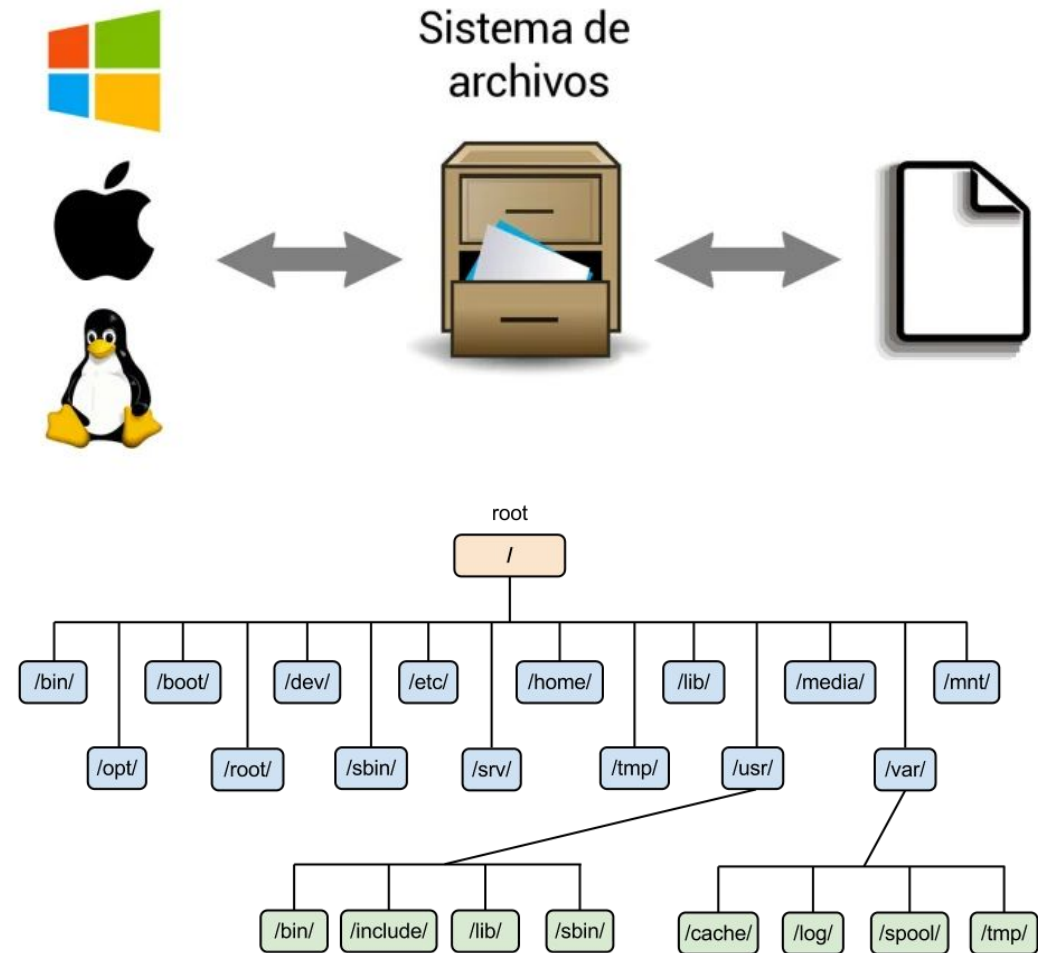 Sistema de
archivos
root
/
/bin/ /boot/ /dev/ /etc/ /home/ /lib/ /media/ /mnt/
/opt/ /root/ /sbin/ /srv/ /tmp/ /usr/ /var/
/bin/ /include/ /lib/ /sbin/ /cache/ /log/ /spool/ /tmp/